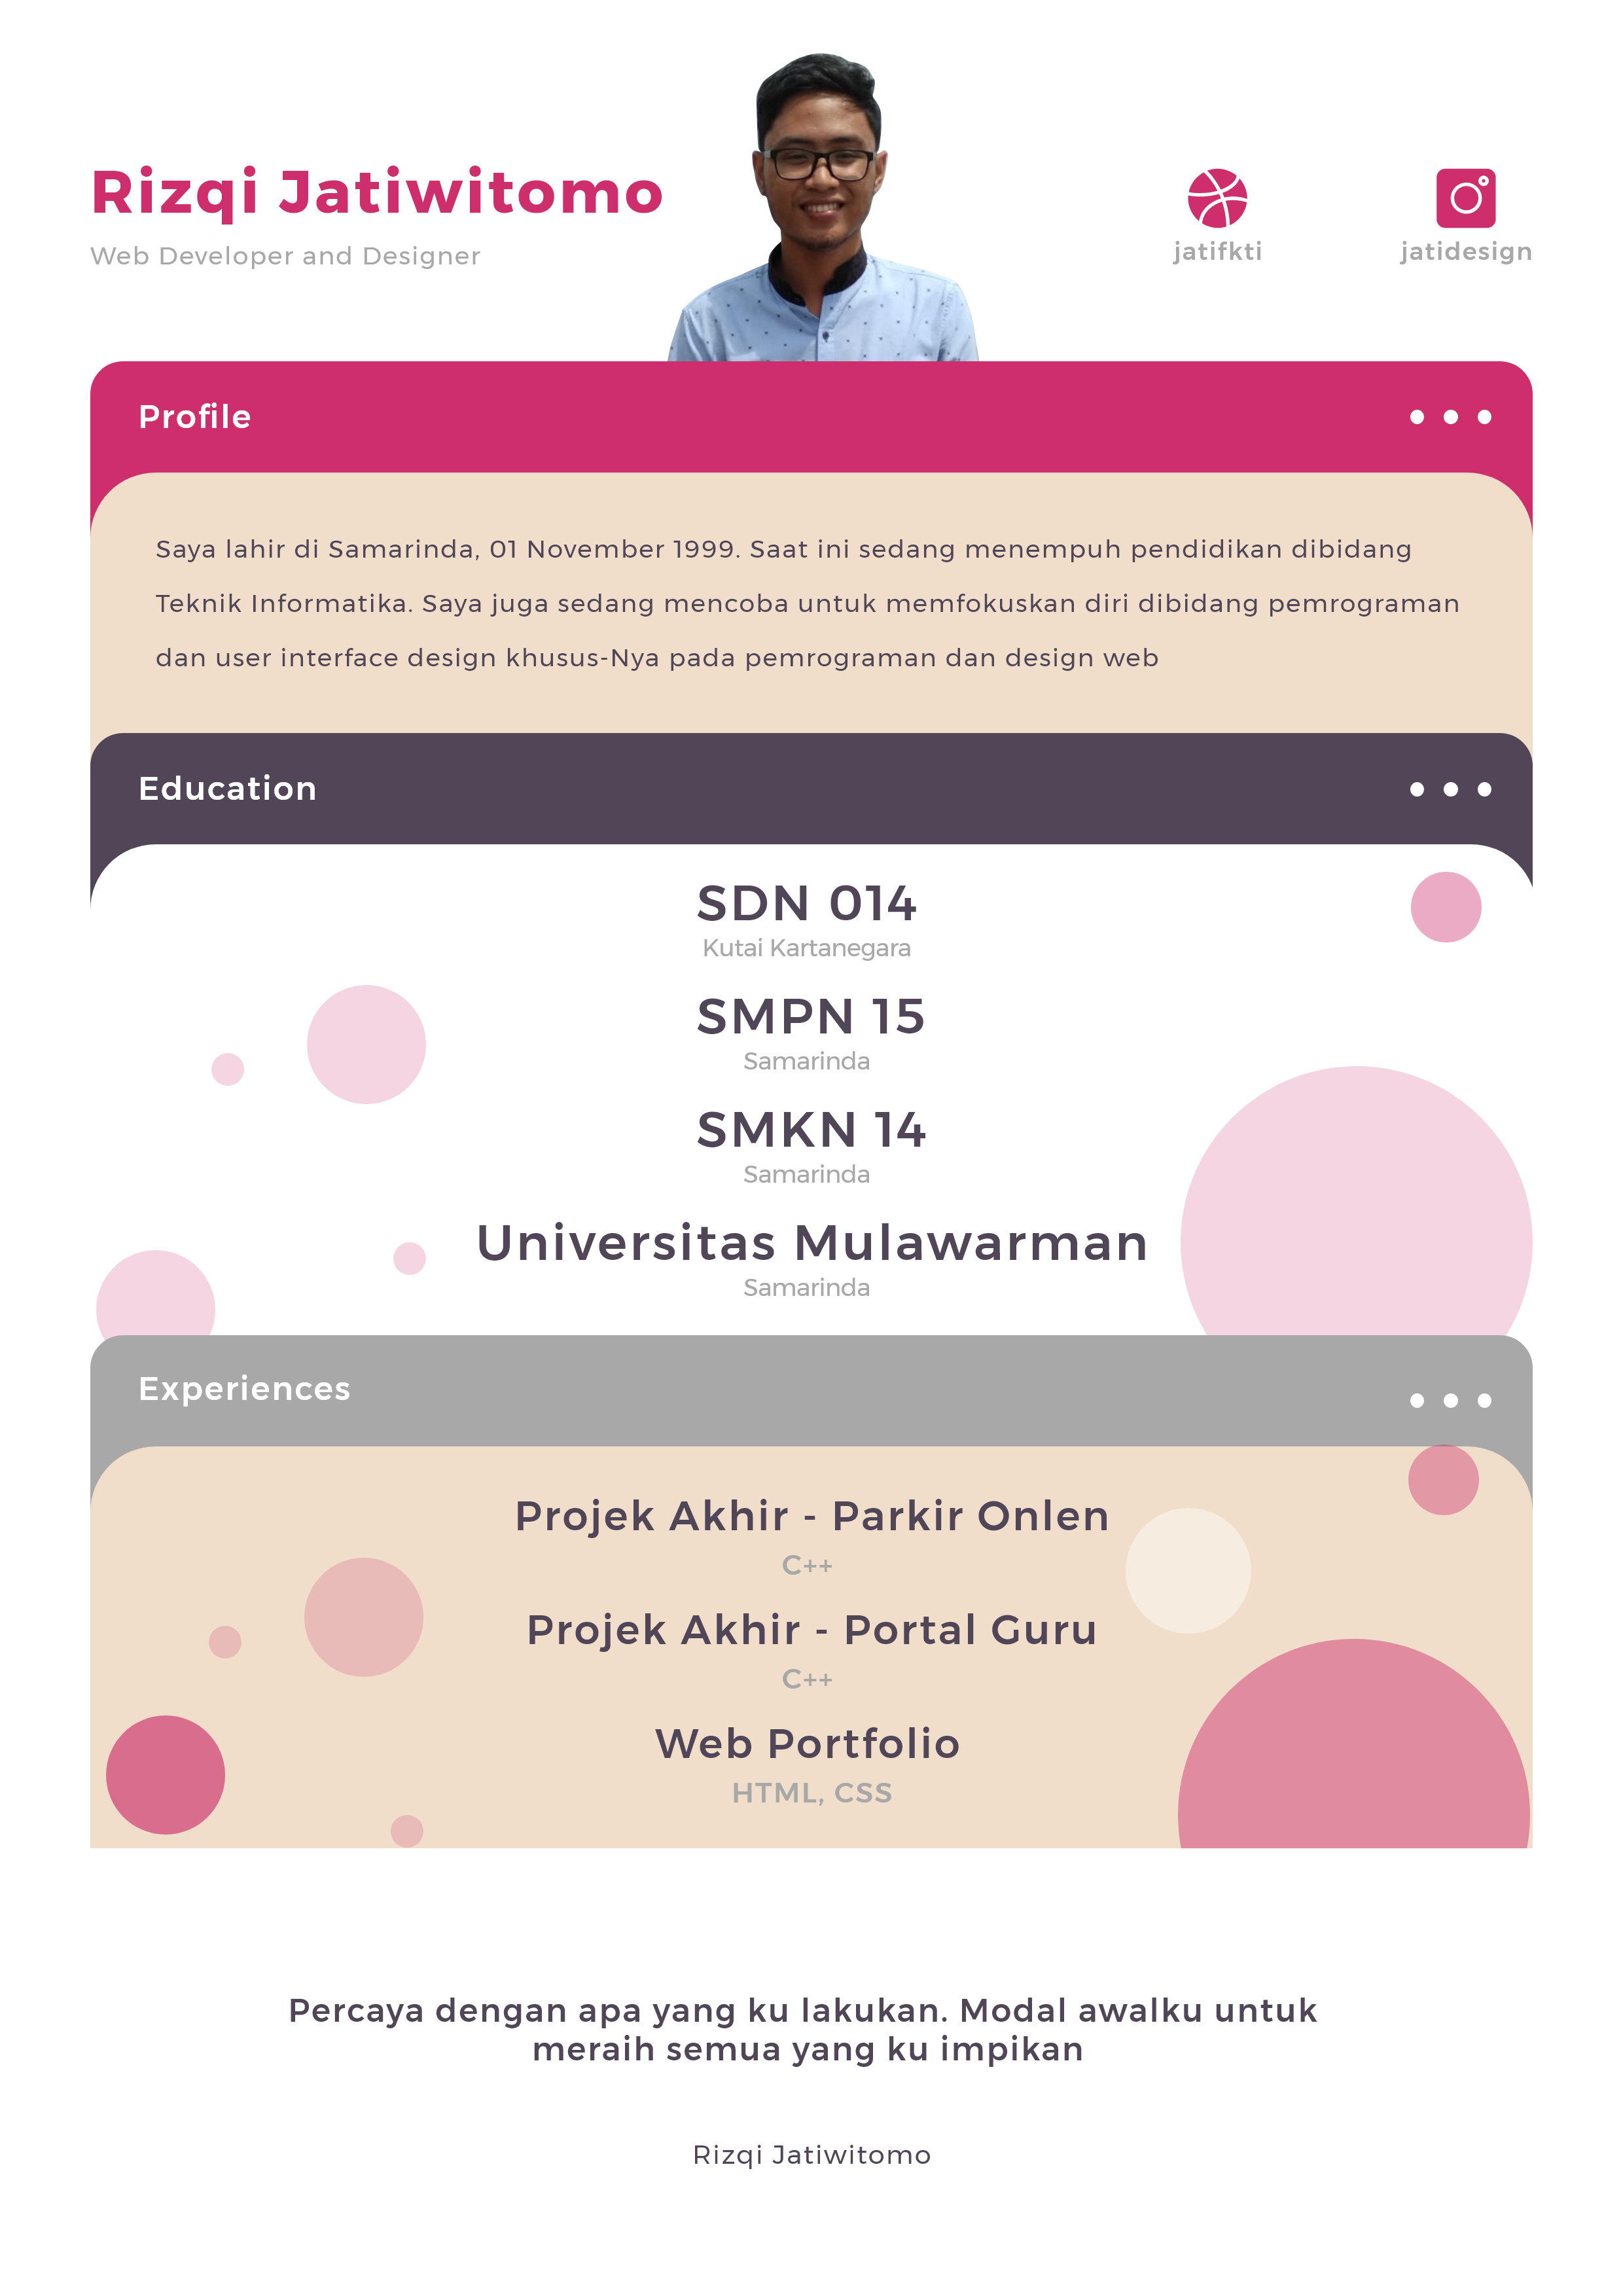 Rizqi Jatiwitomo
Web Developer and Designer
jatifkti
jatidesign
Profile
Saya lahir di Samarinda, 01 November 1999. Saat ini sedang menempuh pendidikan dibidang
Teknik Informatika. Saya juga sedang mencoba untuk memfokuskan diri dibidang pemrograman
dan user interface design khusus-Nya pada pemrograman dan design web
Education
SDN 014
Kutai Kartanegara
SMPN 15
Samarinda
SMKN 14
Samarinda
Universitas Mulawarman
Samarinda
Experiences
Projek Akhir - Parkir Onlen
C++
Projek Akhir - Portal Guru
C++
Web Portfolio
HTML, CSS
Percaya dengan apa yang ku lakukan. Modal awalku untuk
meraih semua yang ku impikan
Rizqi Jatiwitomo